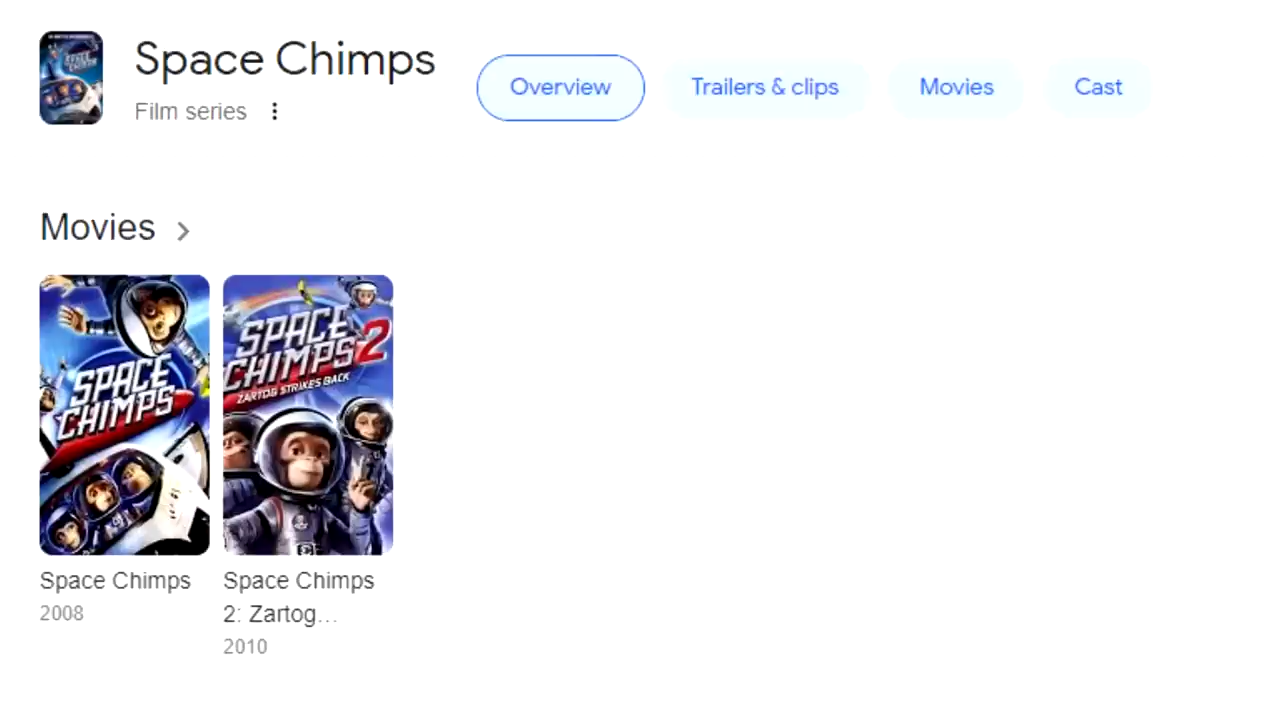 Space Chimps
Film series
Overview
Trailers & clips
Movies
Cast
Movies
SPACE
CHIMPS
SPACE
CHIMPS 2
ZARTOG STRIKES BACK
Space Chimps
2008
Space Chimps
2: Zartog...
2010